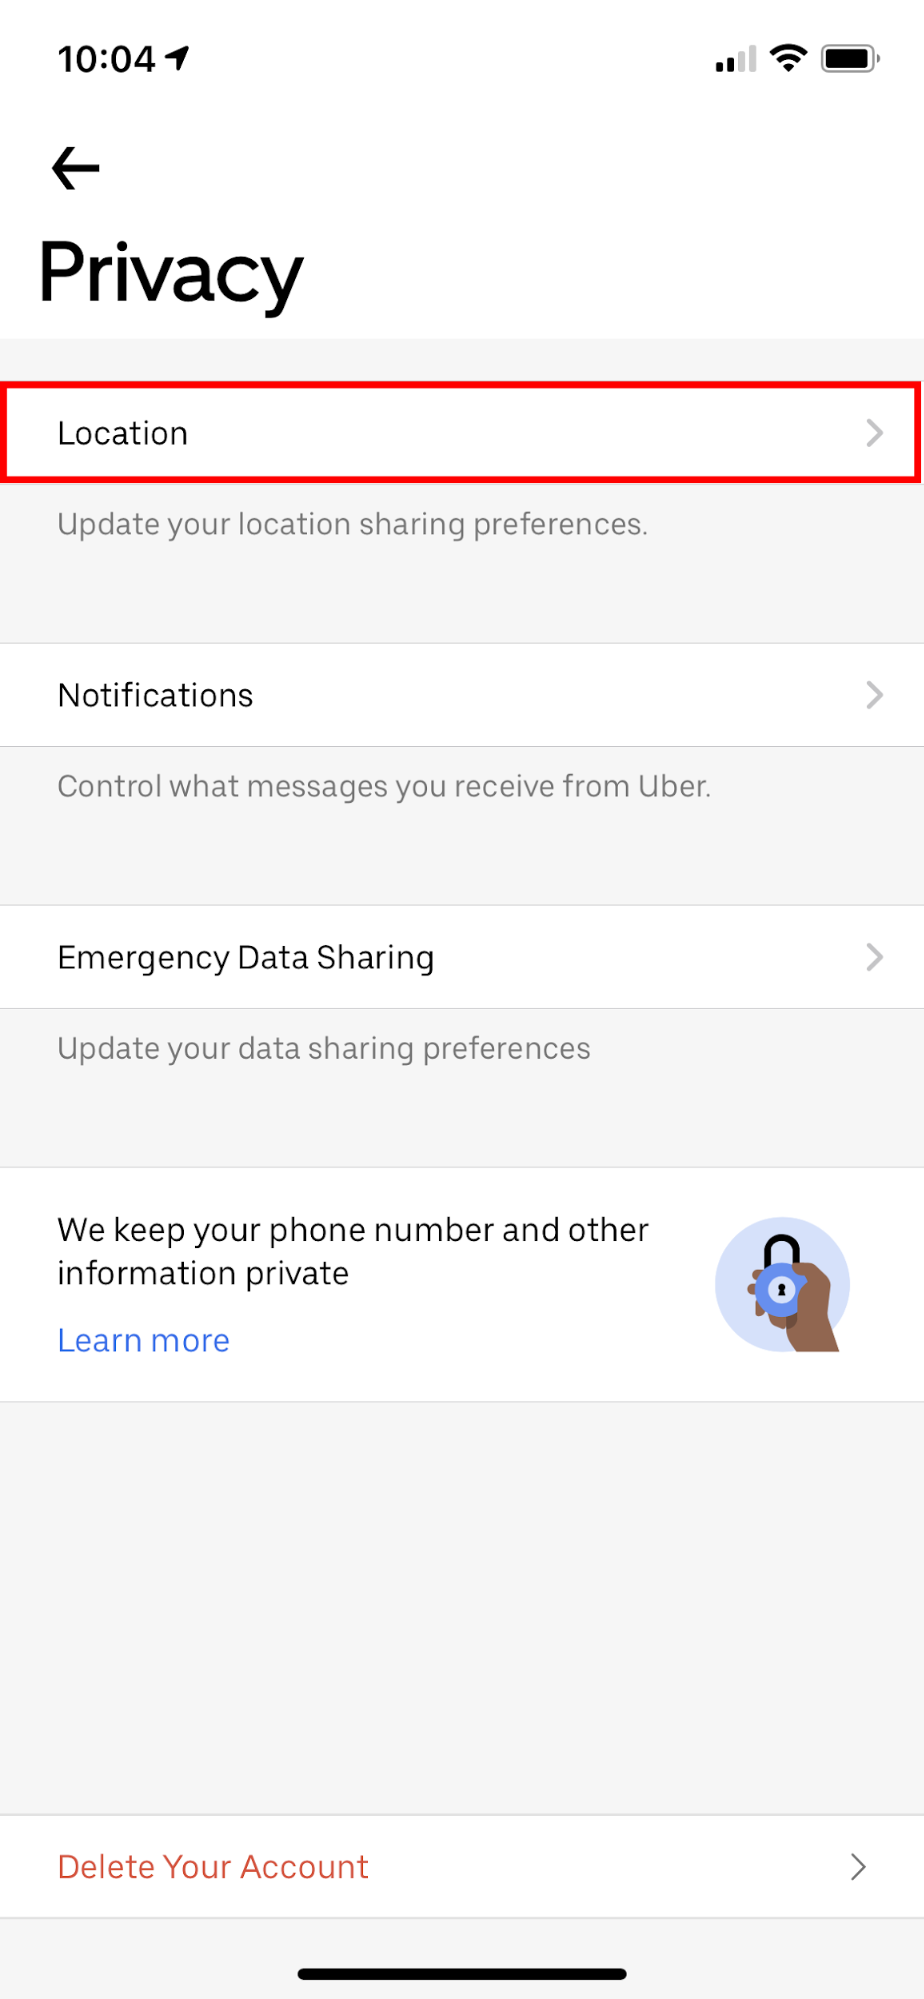 10:04
Privacy
Location
Update your location sharing preferences.
Notifications
Control what messages you receive from Uber.
Emergency Data Sharing
Update your data sharing preferences
We keep your phone number and other
information private
Learn more
Delete Your Account